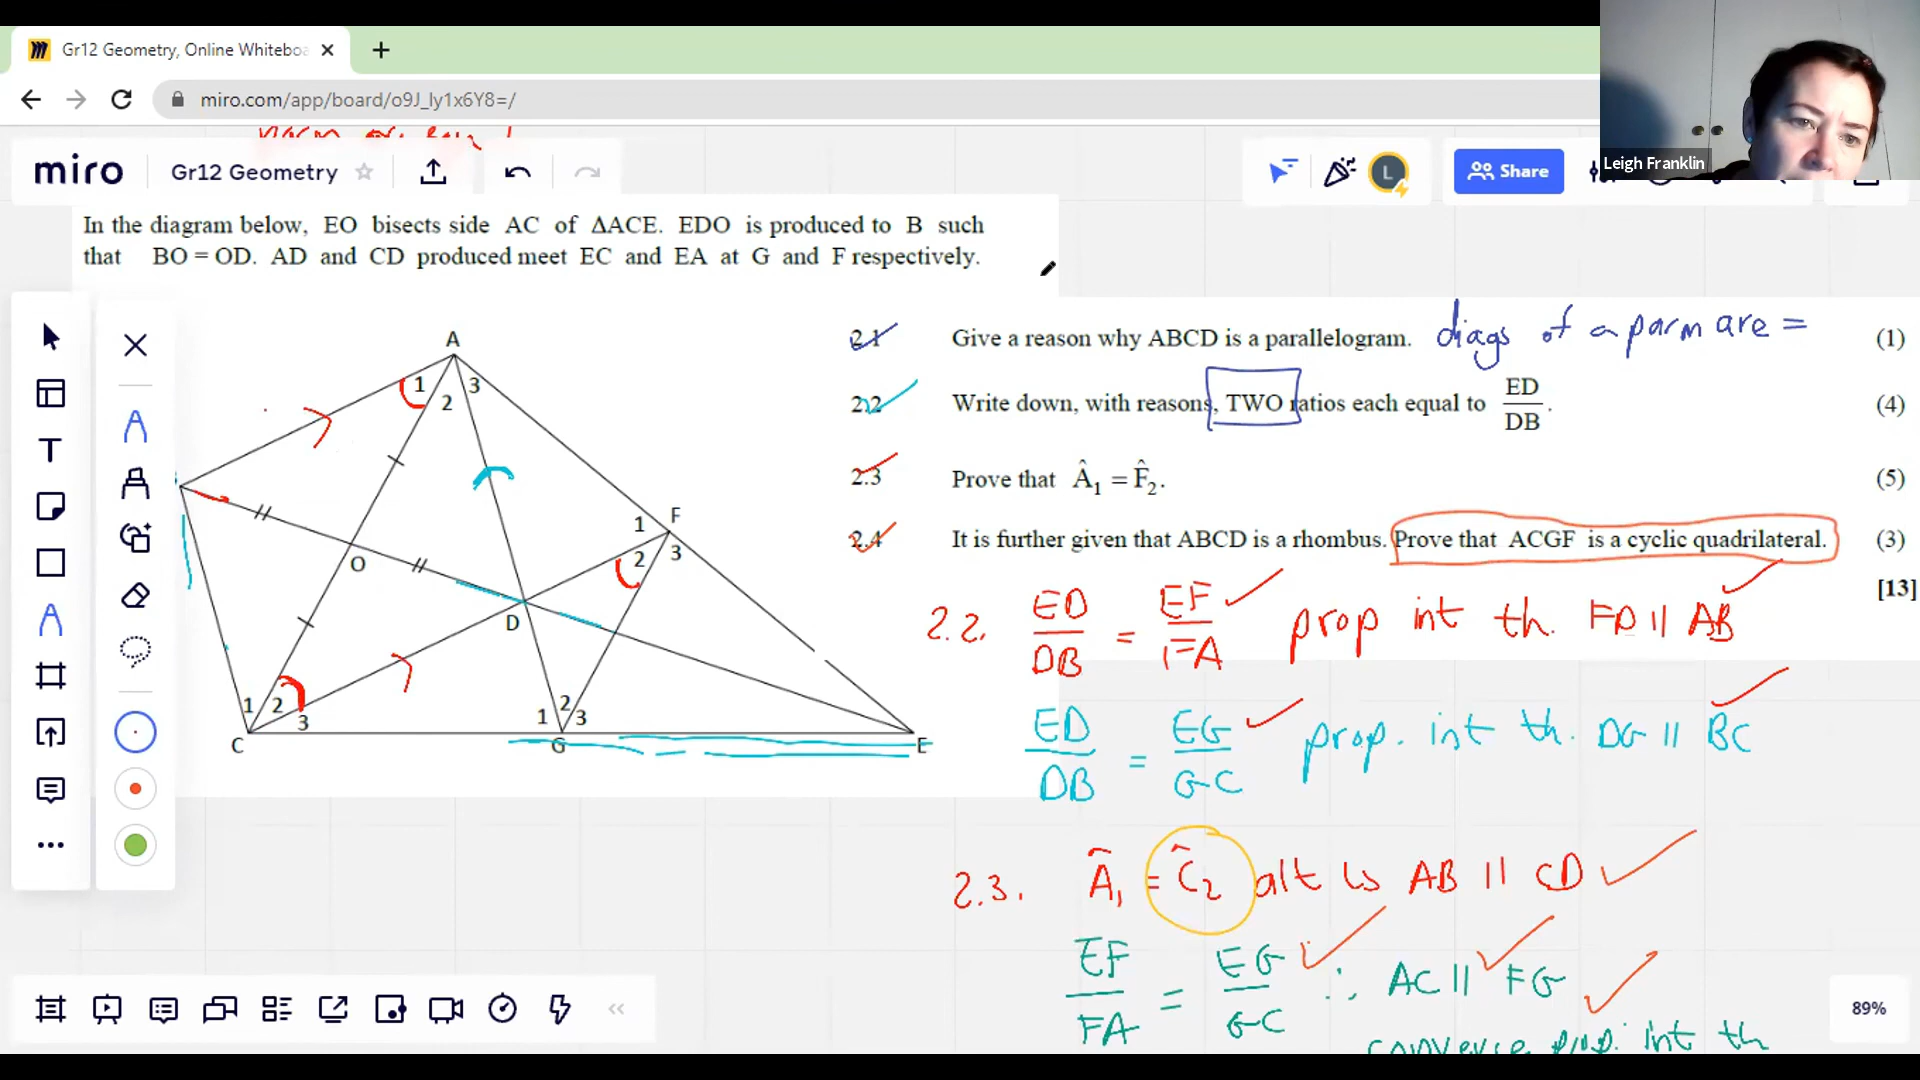 Gr12 Geometry, Online Whiteboa
miro.com/app/board/o9J_ly1x6Y8=/
Leigh Franklin
miro
Gr12 Geometry
L
Share
In the diagram below, EO bisects side AC of ΔACE. EDO is produced to B such
that BO = OD. AD and CD produced meet EC and EA at G and F respectively.
2.1 Give a reason why ABCD is a parallelogram. diags of a parm are = (1)
2.2 Write down, with reasons, TWO ratios each equal to ED/DB. (4)
2.3 Prove that Â₁ = F̂₂. (5)
2.4 It is further given that ABCD is a rhombus. Prove that ACGF is a cyclic quadrilateral. (3)
[13]
A
1 3
2
F
1
2 3
O
D
1 2
3
2
1 3
C
G
E
2.2. ED/DB = EF/FA prop int th. FD || AB
ED/DB = EG/GC prop. int th. DG || BC
2.3. Â₁ = Ĉ₂ alt ∠s AB || CD
EF/FA = EG/GC ∴ AC || FG
converse prop. int th
T
89%